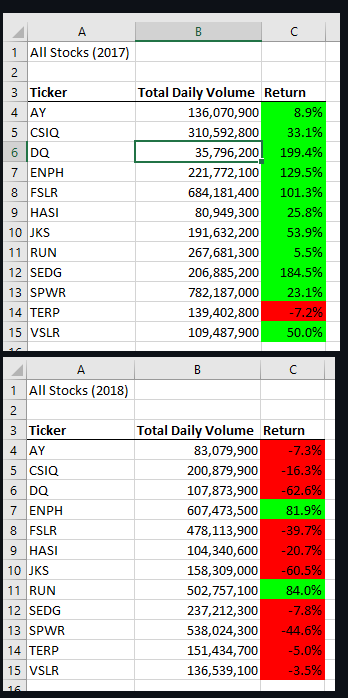 A B C
1 All Stocks (2017)
2
3 Ticker Total Daily Volume Return
4 AY 136,070,900 8.9%
5 CSIQ 310,592,800 33.1%
6 DQ 35,796,200 199.4%
7 ENPH 221,772,100 129.5%
8 FSLR 684,181,400 101.3%
9 HASI 80,949,300 25.8%
10 JKS 191,632,200 53.9%
11 RUN 267,681,300 5.5%
12 SEDG 206,885,200 184.5%
13 SPWR 782,187,000 23.1%
14 TERP 139,402,800 -7.2%
15 VSLR 109,487,900 50.0%
A B C
1 All Stocks (2018)
2
3 Ticker Total Daily Volume Return
4 AY 83,079,900 -7.3%
5 CSIQ 200,879,900 -16.3%
6 DQ 107,873,900 -62.6%
7 ENPH 607,473,500 81.9%
8 FSLR 478,113,900 -39.7%
9 HASI 104,340,600 -20.7%
10 JKS 158,309,000 -60.5%
11 RUN 502,757,100 84.0%
12 SEDG 237,212,300 -7.8%
13 SPWR 538,024,300 -44.6%
14 TERP 151,434,700 -5.0%
15 VSLR 136,539,100 -3.5%